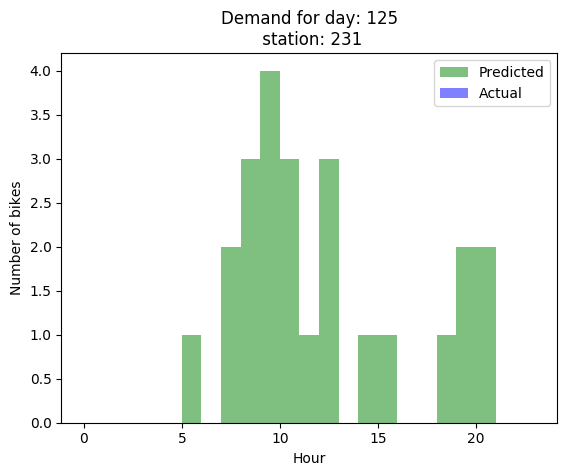 Demand for day: 125
station: 231
Predicted
Actual
4.0
3.5
3.0
2.5
2.0
1.5
1.0
0.5
0.0
Number of bikes
0 5 10 15 20
Hour